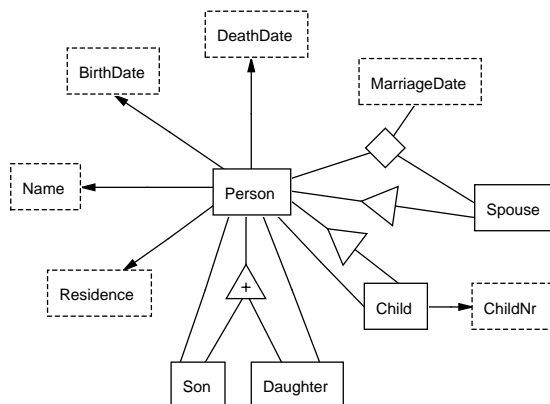 DeathDate
BirthDate
MarriageDate
Name
Person
Spouse
Residence
+
Child
ChildNr
Son
Daughter